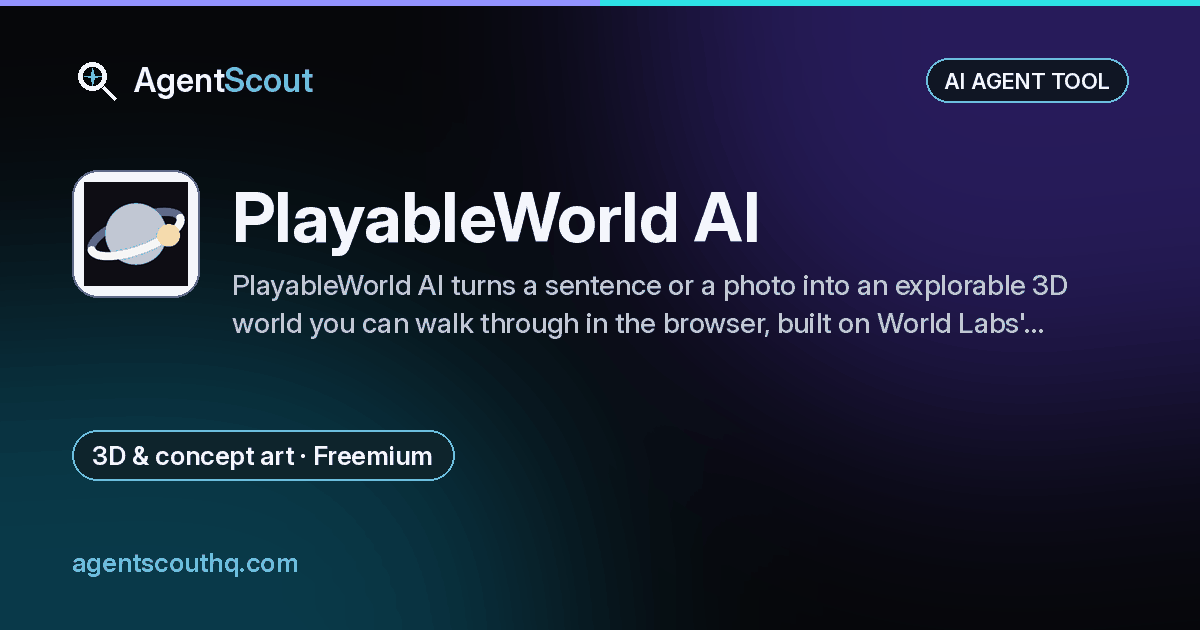 AgentScout
AI AGENT TOOL
PlayableWorld AI
PlayableWorld AI turns a sentence or a photo into an explorable 3D
world you can walk through in the browser, built on World Labs'...
3D & concept art · Freemium
agentscouthq.com